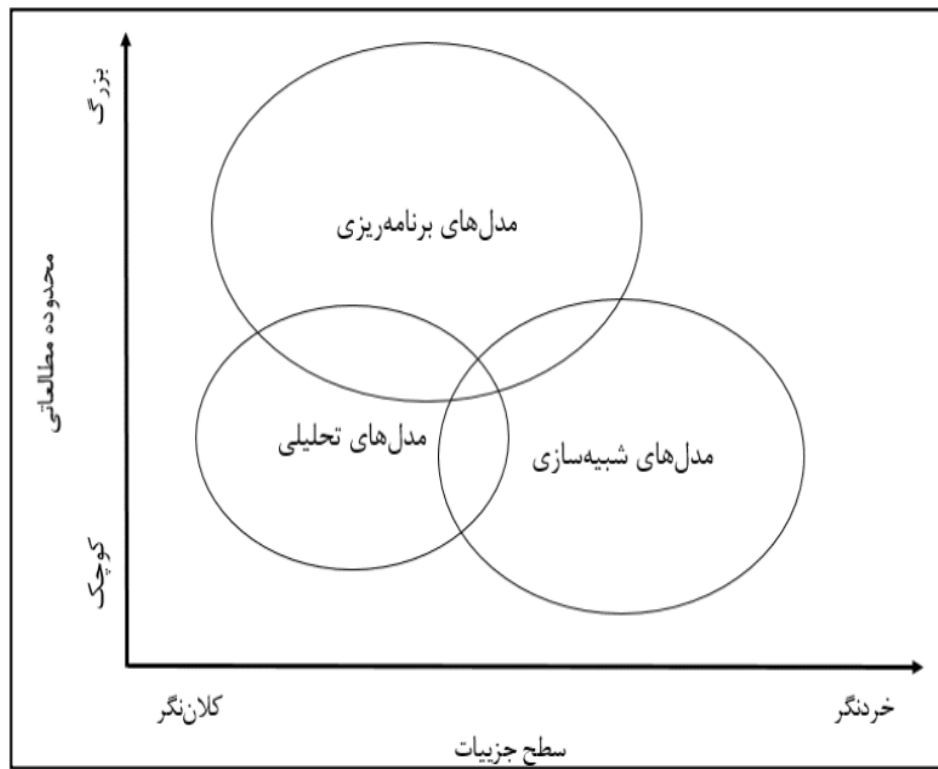 بزرگ
مدل‌های برنامه‌ریزی
محدوده مطالعاتی
مدل‌های تحلیلی
مدل‌های شبیه‌سازی
کوچک
کلان‌نگر
خردنگر
سطح جزییات